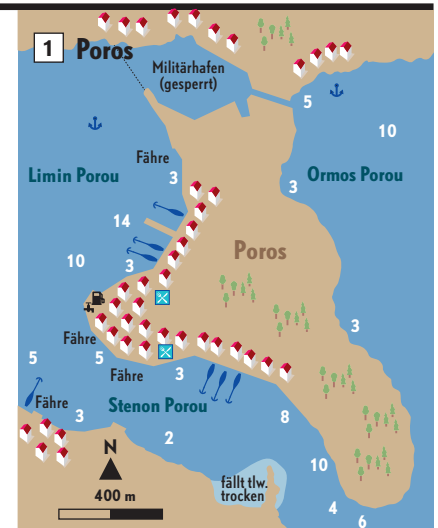 1 Poros
Militärhafen
(gesperrt)
5
10
Fähre
Limin Porou
3
Ormos Porou
3
14
Poros
10
3
3
Fähre
5
5
Fähre
3
Fähre
Stenon Porou
8
3
2
N
10
fällt tlw.
trocken
400 m
4
6